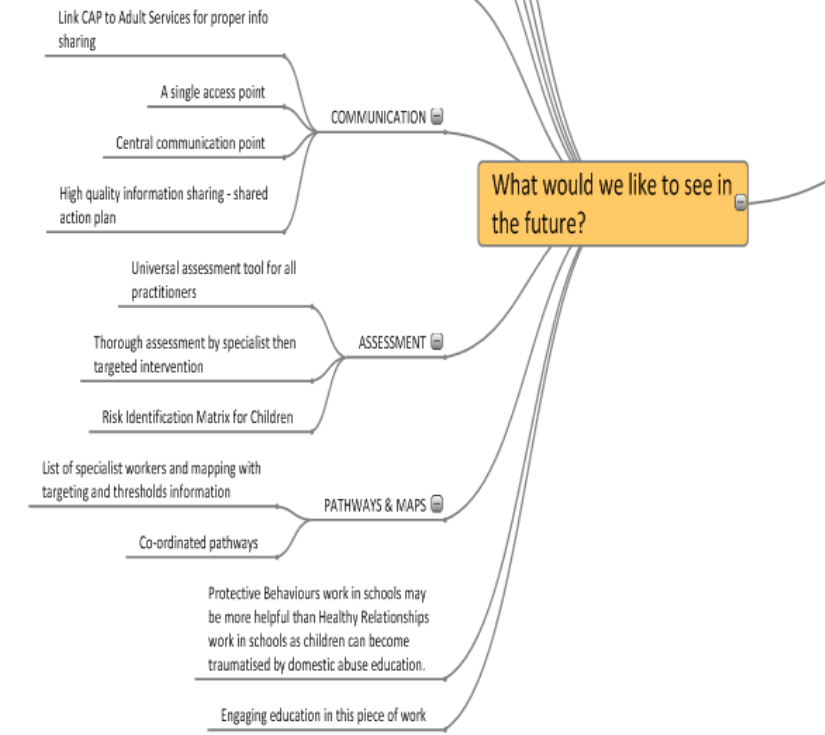 Link CAP to Adult Services for proper info
sharing
A single access point
COMMUNICATION
Central communication point
High quality information sharing - shared
action plan
What would we like to see in
the future?
Universal assessment tool for all
practitioners
Thorough assessment by specialist then
targeted intervention
ASSESSMENT
Risk Identification Matrix for Children
List of specialist workers and mapping with
targeting and thresholds information
PATHWAYS & MAPS
Co-ordinated pathways
Protective Behaviours work in schools may
be more helpful than Healthy Relationships
work in schools as children can become
traumatised by domestic abuse education.
Engaging education in this piece of work